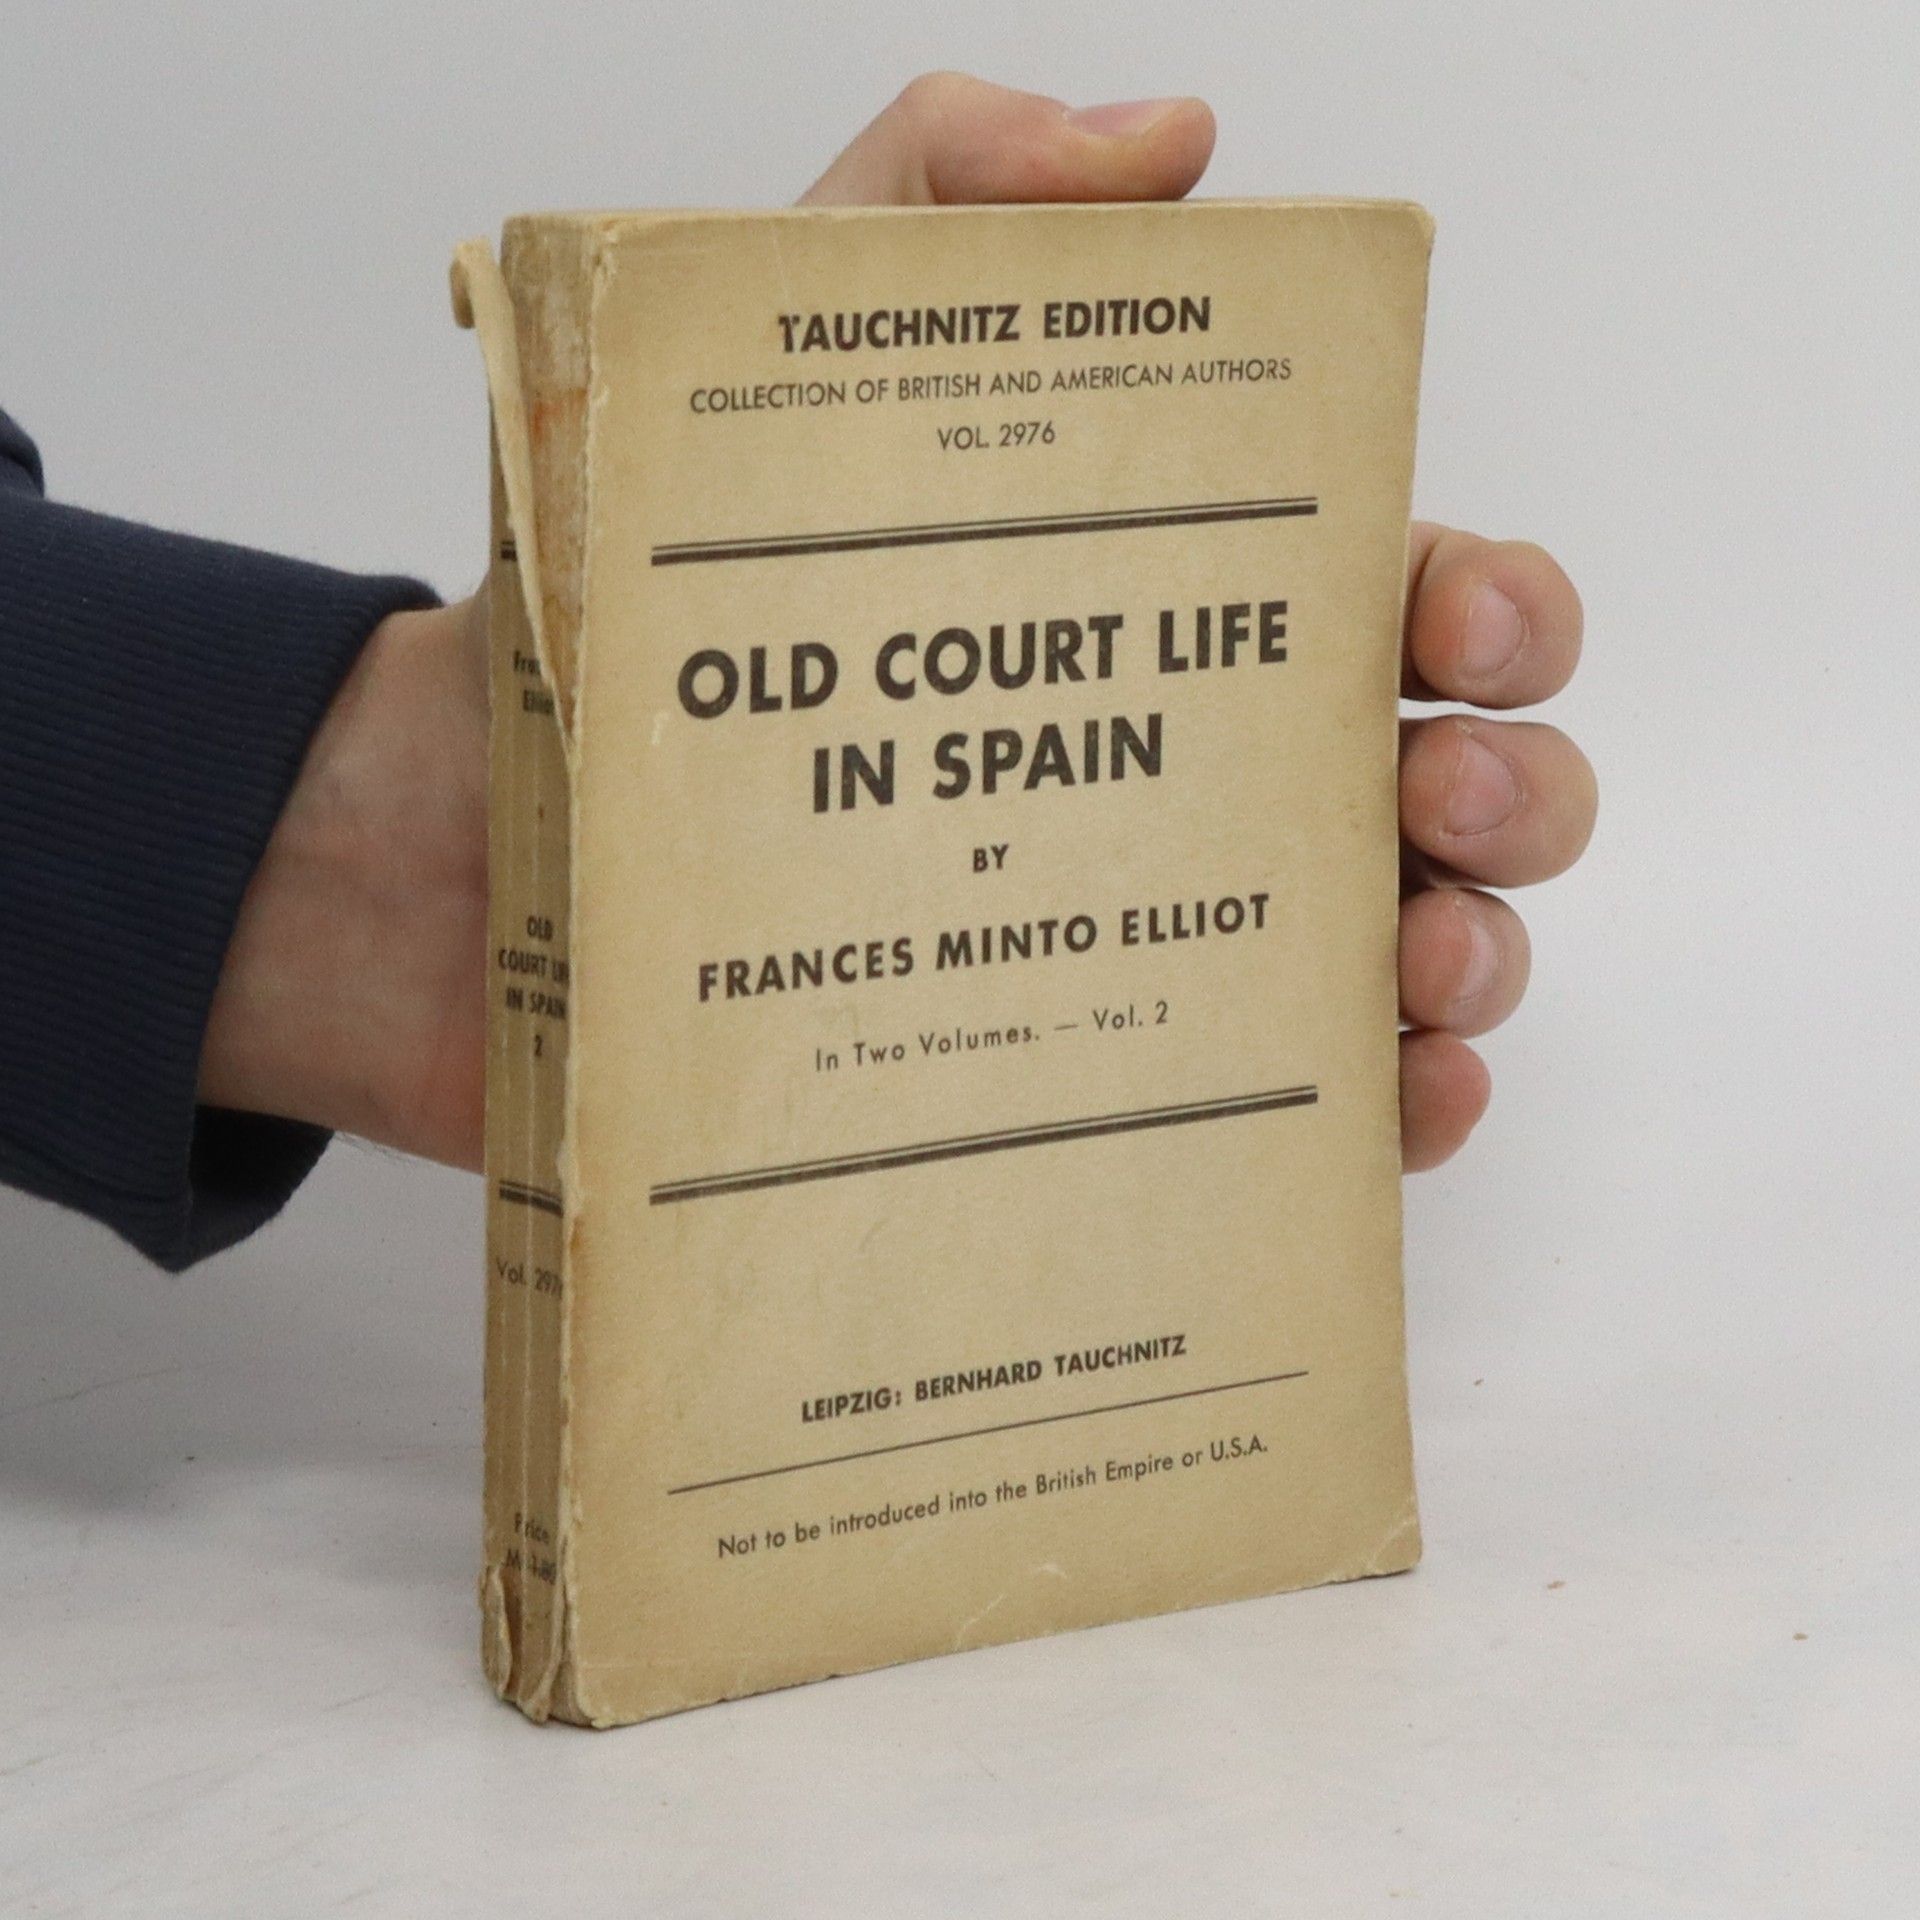 TAUCHNITZ EDITION
COLLECTION OF BRITISH AND AMERICAN AUTHORS
VOL. 2976
OLD COURT LIFE
IN SPAIN
BY
FRANCES MINTO ELLIOT
In Two Volumes. — Vol. 2
LEIPZIG: BERNHARD TAUCHNITZ
Not to be introduced into the British Empire or U.S.A.
OLD
COURT
IN SPAIN
2
Vol.
Price